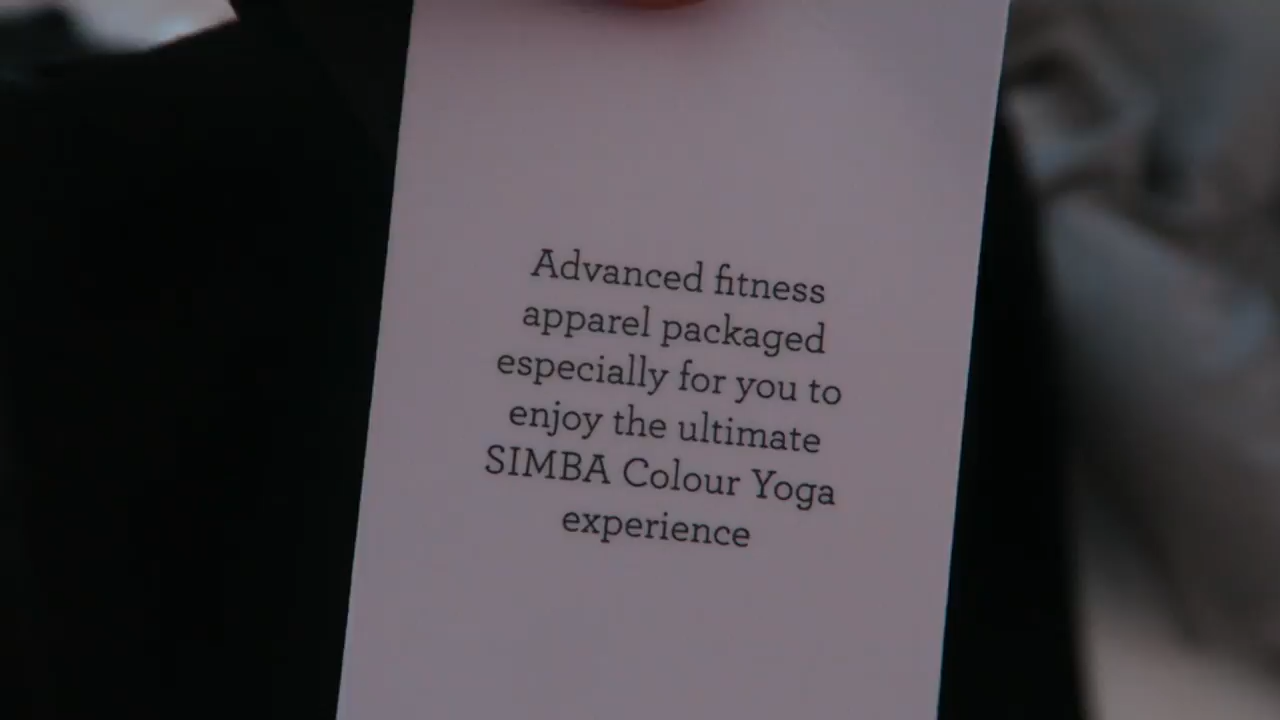 Advanced fitness
apparel packaged
especially for you to
enjoy the ultimate
SIMBA Colour Yoga
experience